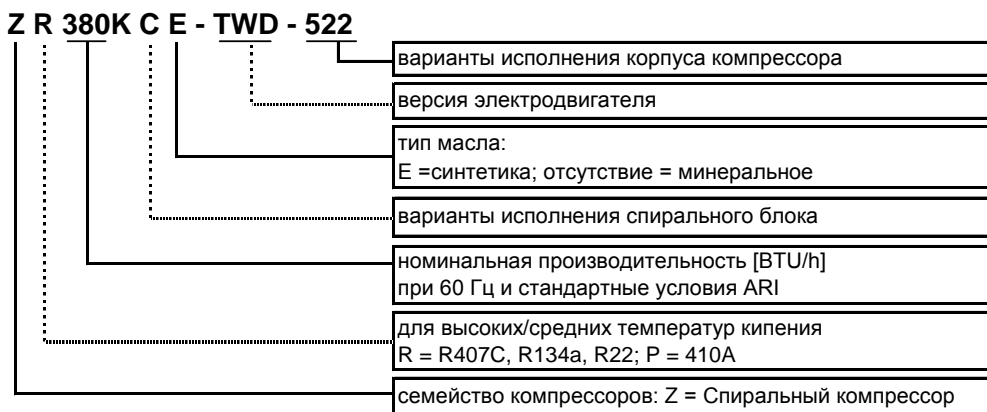 Z R 380K C E - TWD - 522
варианты исполнения корпуса компрессора
версия электродвигателя
тип масла:
E =синтетика; отсутствие = минеральное
варианты исполнения спирального блока
номинальная производительность [BTU/h]
при 60 Гц и стандартные условия ARI
для высоких/средних температур кипения
R = R407C, R134a, R22; P = 410A
семейство компрессоров: Z = Спиральный компрессор